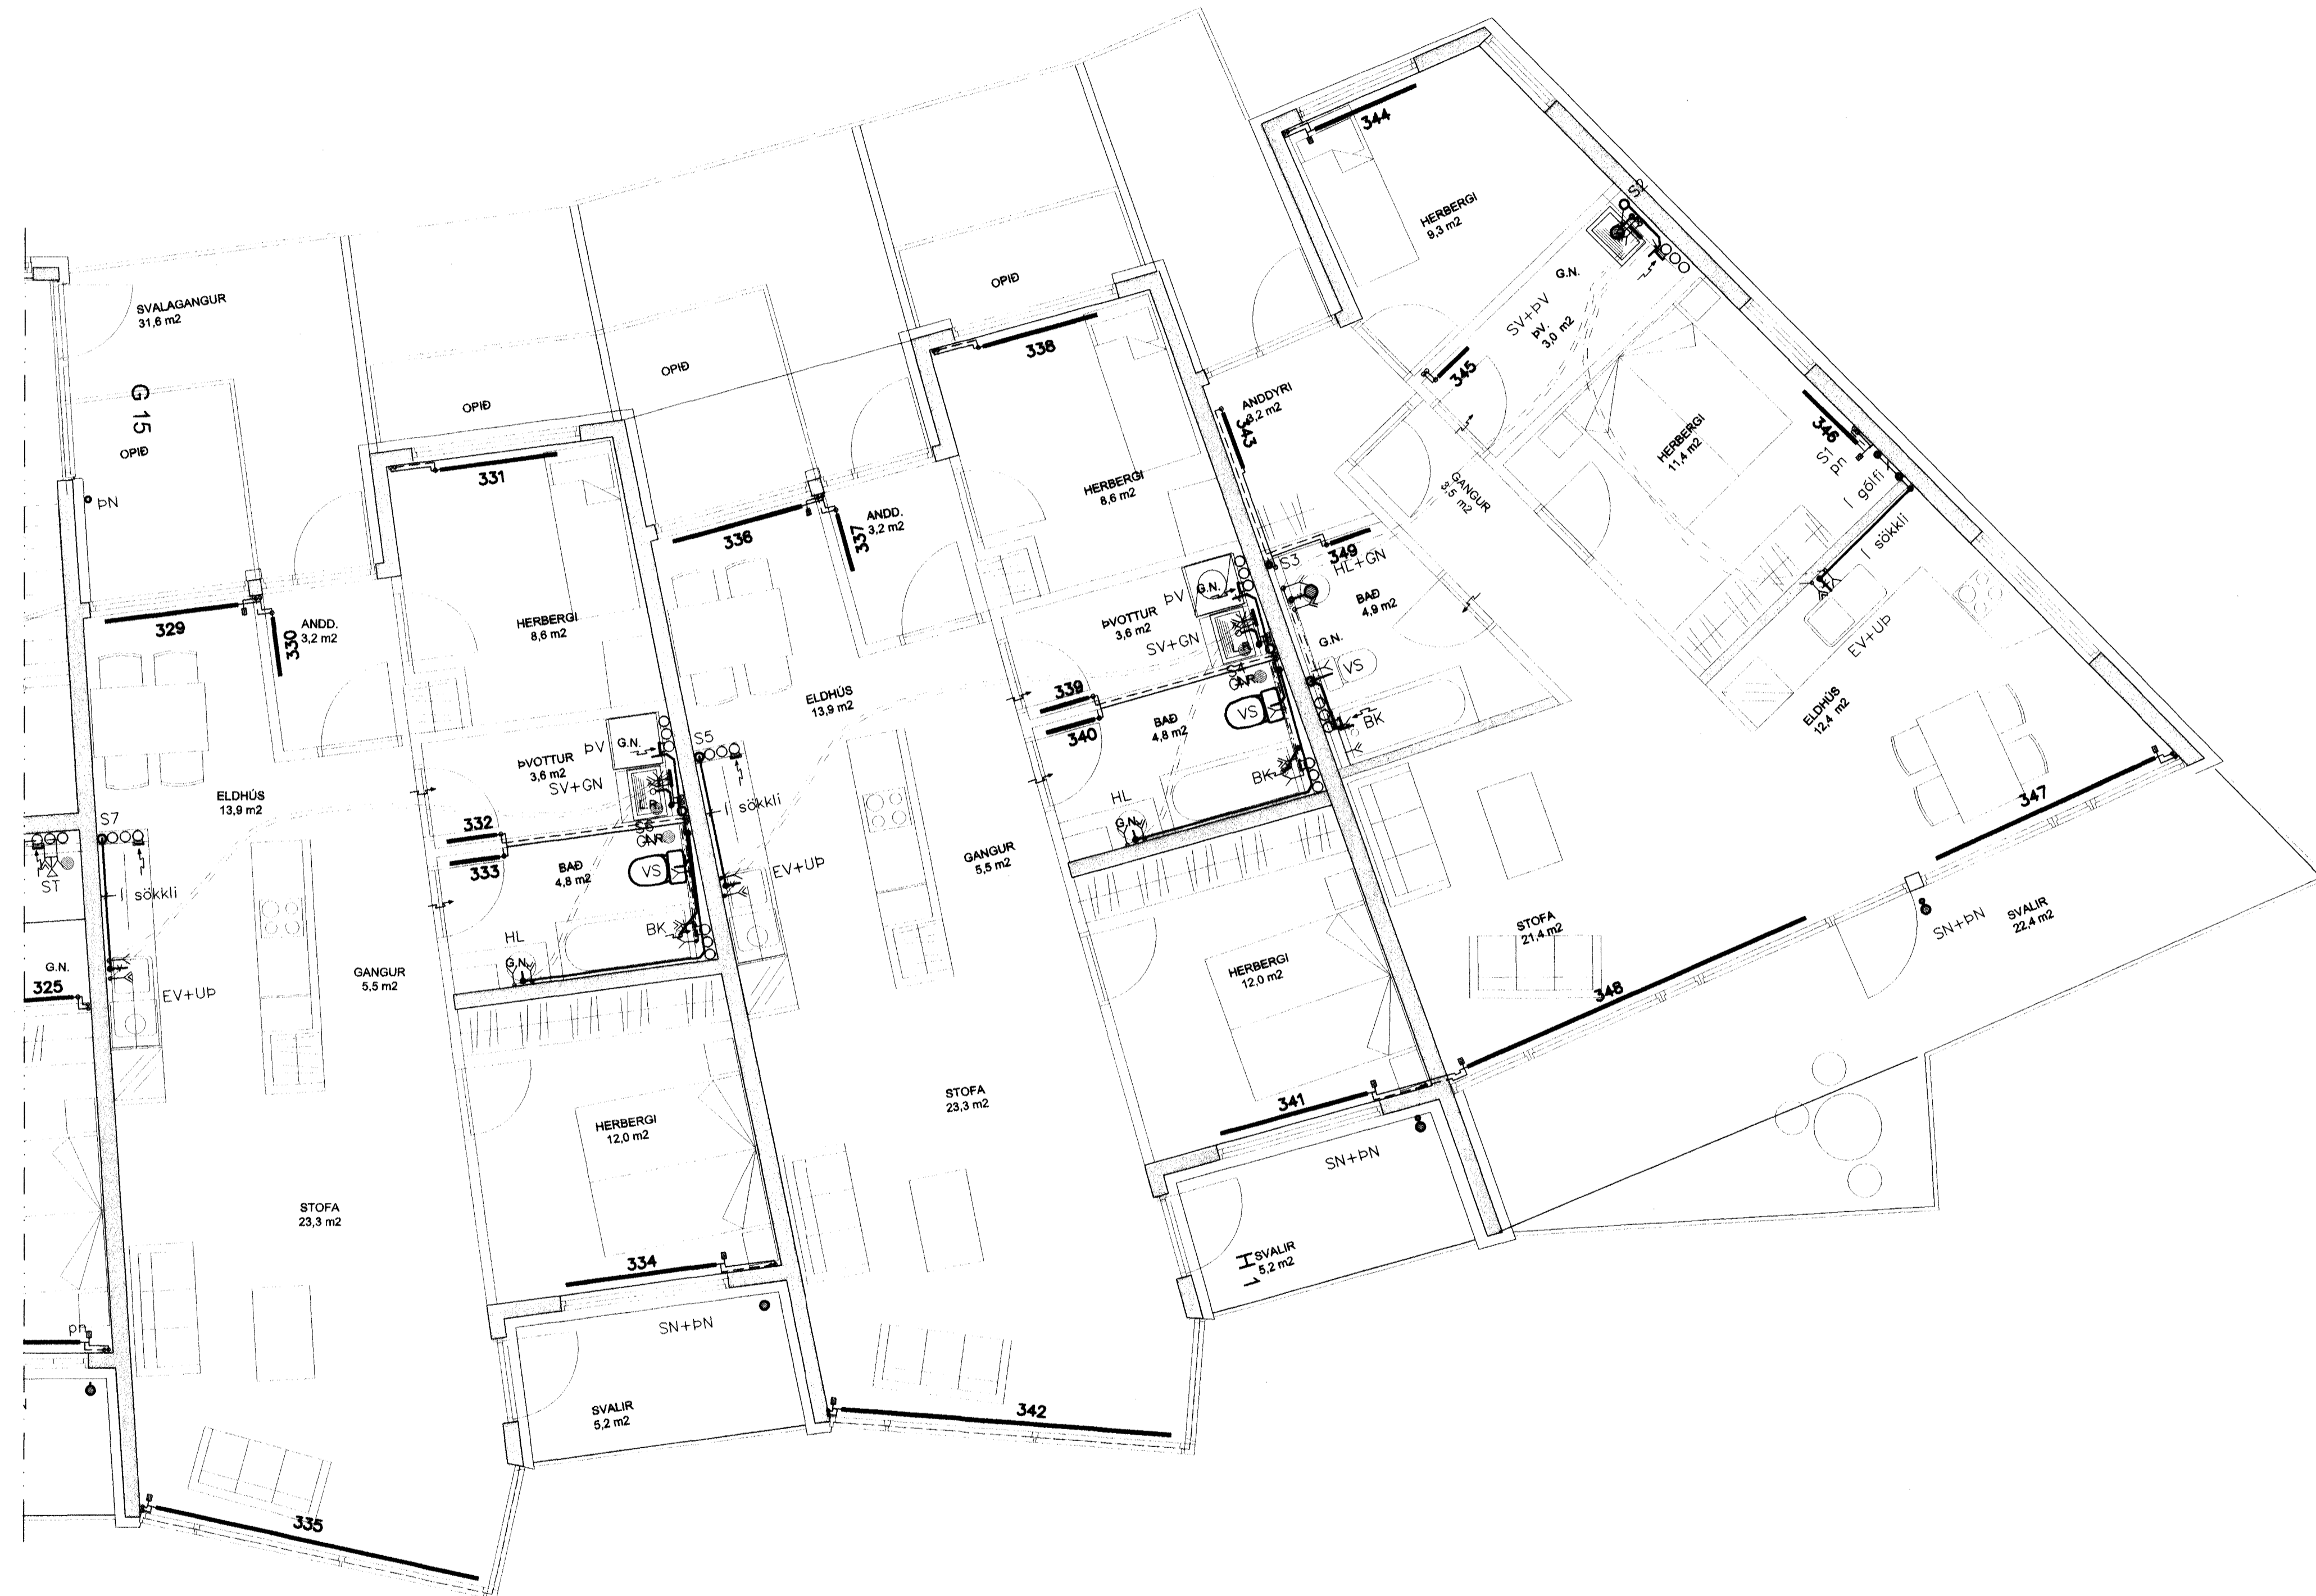 SVALAGANGUR
31,6 m2
G 15
OPIÐ
ÞN
329
330
ANDD.
3,2 m2
OPIÐ
331
HERBERGI
8,6 m2
ELDHÚS
13,9 m2
S7
ST
Í sökkli
G.N.
325
EV+UÞ
GANGUR
5,5 m2
ÞVOTTUR
3,6 m2
SV+GN
ÞV
G.N.
L.R.
S6
332
333
BAÐ
4,8 m2
VS
BK
HL
G.N.
HERBERGI
12,0 m2
STOFA
23,3 m2
334
SN+ÞN
SVALIR
5,2 m2
335
þn
OPIÐ
336
337
ANDD.
3,2 m2
ELDHÚS
13,9 m2
S5
Í sökkli
EV+UÞ
GANGUR
5,5 m2
STOFA
23,3 m2
342
OPIÐ
338
HERBERGI
8,6 m2
ÞVOTTUR
3,6 m2
SV+GN
ÞV
G.N.
L.R.
S4
339
340
BAÐ
4,8 m2
VS
BK
HL
G.N.
HERBERGI
12,0 m2
341
SN+ÞN
H 1
SVALIR
5,2 m2
344
HERBERGI
9,3 m2
S2
G.N.
SV+ÞV
ÞV.
3,0 m2
345
ANDDYRI
3,2 m2
343
GANGUR
3,5 m2
HERBERGI
11,4 m2
346
S1
þn
Í gólfi
Í sökkli
S3
349
HL+GN
BAÐ
4,9 m2
G.N.
VS
BK
EV+UÞ
ELDHÚS
12,4 m2
347
STOFA
21,4 m2
348
SN+ÞN
SVALIR
22,4 m2